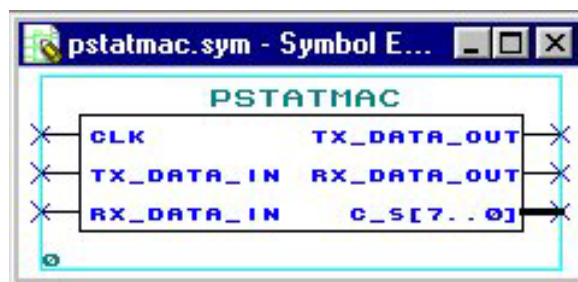 pstatmac.sym - Symbol E...
PSTATMAC
CLK TX_DATA_OUT
TX_DATA_IN RX_DATA_OUT
RX_DATA_IN C_S[7..0]
0